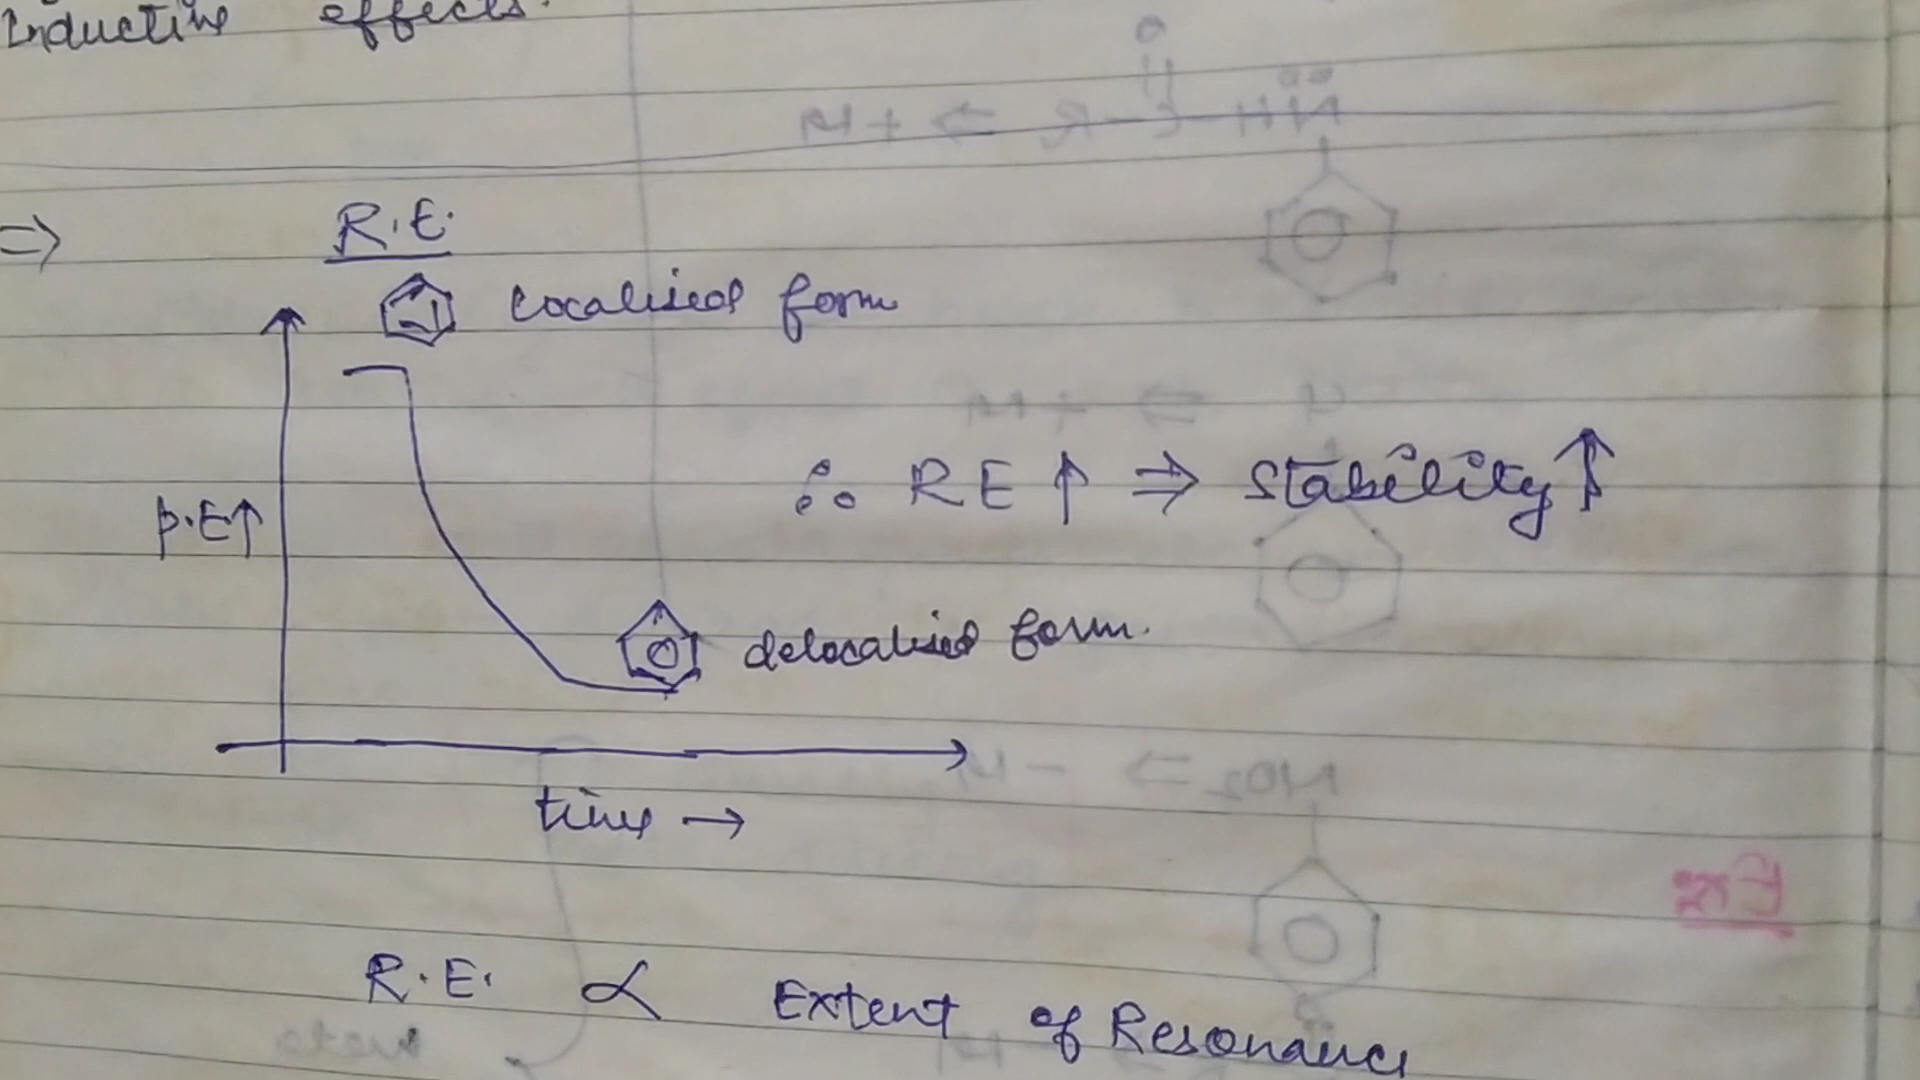 Inductive effects.
⇒ R.E.
localised form
P.E↑
∴ RE ↑ ⇒ Stability ↑
delocalised form.
time →
R.E. ∝ Extent of Resonance